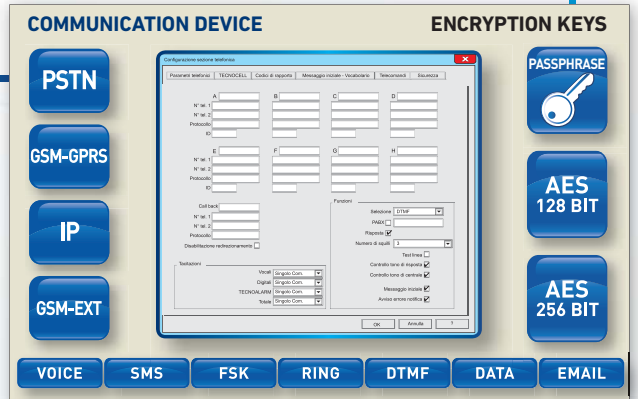 COMMUNICATION DEVICE
ENCRYPTION KEYS
PSTN
GSM-GPRS
IP
GSM-EXT
Configurazione sezione telefonica
Parametri telefonici TECNOCELL Codici di rapporto Messaggio iniziale - Vocabolario Telecomandi Sicurezza
A B C D
N° tel. 1
N° tel. 2
Protocollo
ID
E F G H
N° tel. 1
N° tel. 2
Protocollo
ID
Call back
N° tel. 1
N° tel. 2
Protocollo
Disabilitazione redirezionamento
Tacitazioni
Vocali Singolo Com.
Digitali Singolo Com.
TECNOALARM Singolo Com.
Totale Singolo Com.
Funzioni
Selezione DTMF
PABX
Risposta
Numero di squilli 3
Test linea
Controllo tono di risposta
Controllo tono di centrale
Messaggio iniziale
Avviso errore notifica
OK Annulla ?
PASSPHRASE
AES
128 BIT
AES
256 BIT
VOICE SMS FSK RING DTMF DATA EMAIL